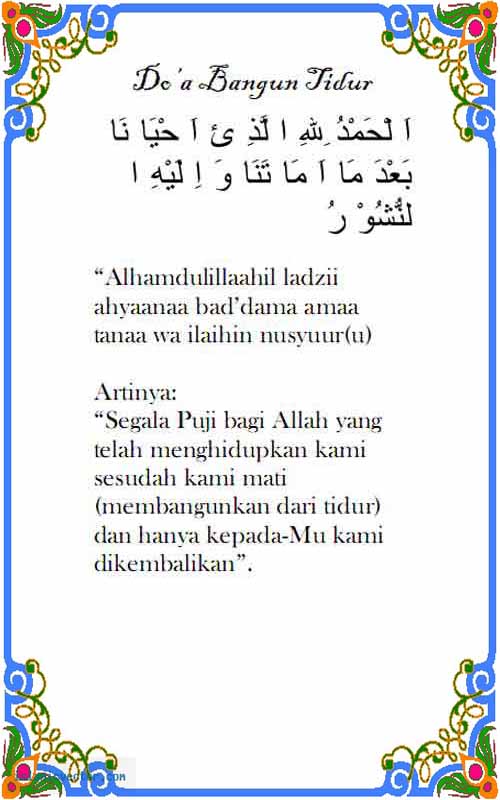 Do'a Bangun Tidur
اَ لْحَمْدُ لِلهِ ا لَّذِ ئ اَ حْيَا نَا
بَعْدَ مَا اَ مَا تَنَا وَ اِ لَيْهِ ا
لنُّشُوْ رُ
“Alhamdulillaahil ladzii
ahyaanaa bad’dama amaa
tanaa wa ilaihin nusyuur(u)
Artinya:
“Segala Puji bagi Allah yang
telah menghidupkan kami
sesudah kami mati
(membangunkan dari tidur)
dan hanya kepada-Mu kami
dikembalikan”.